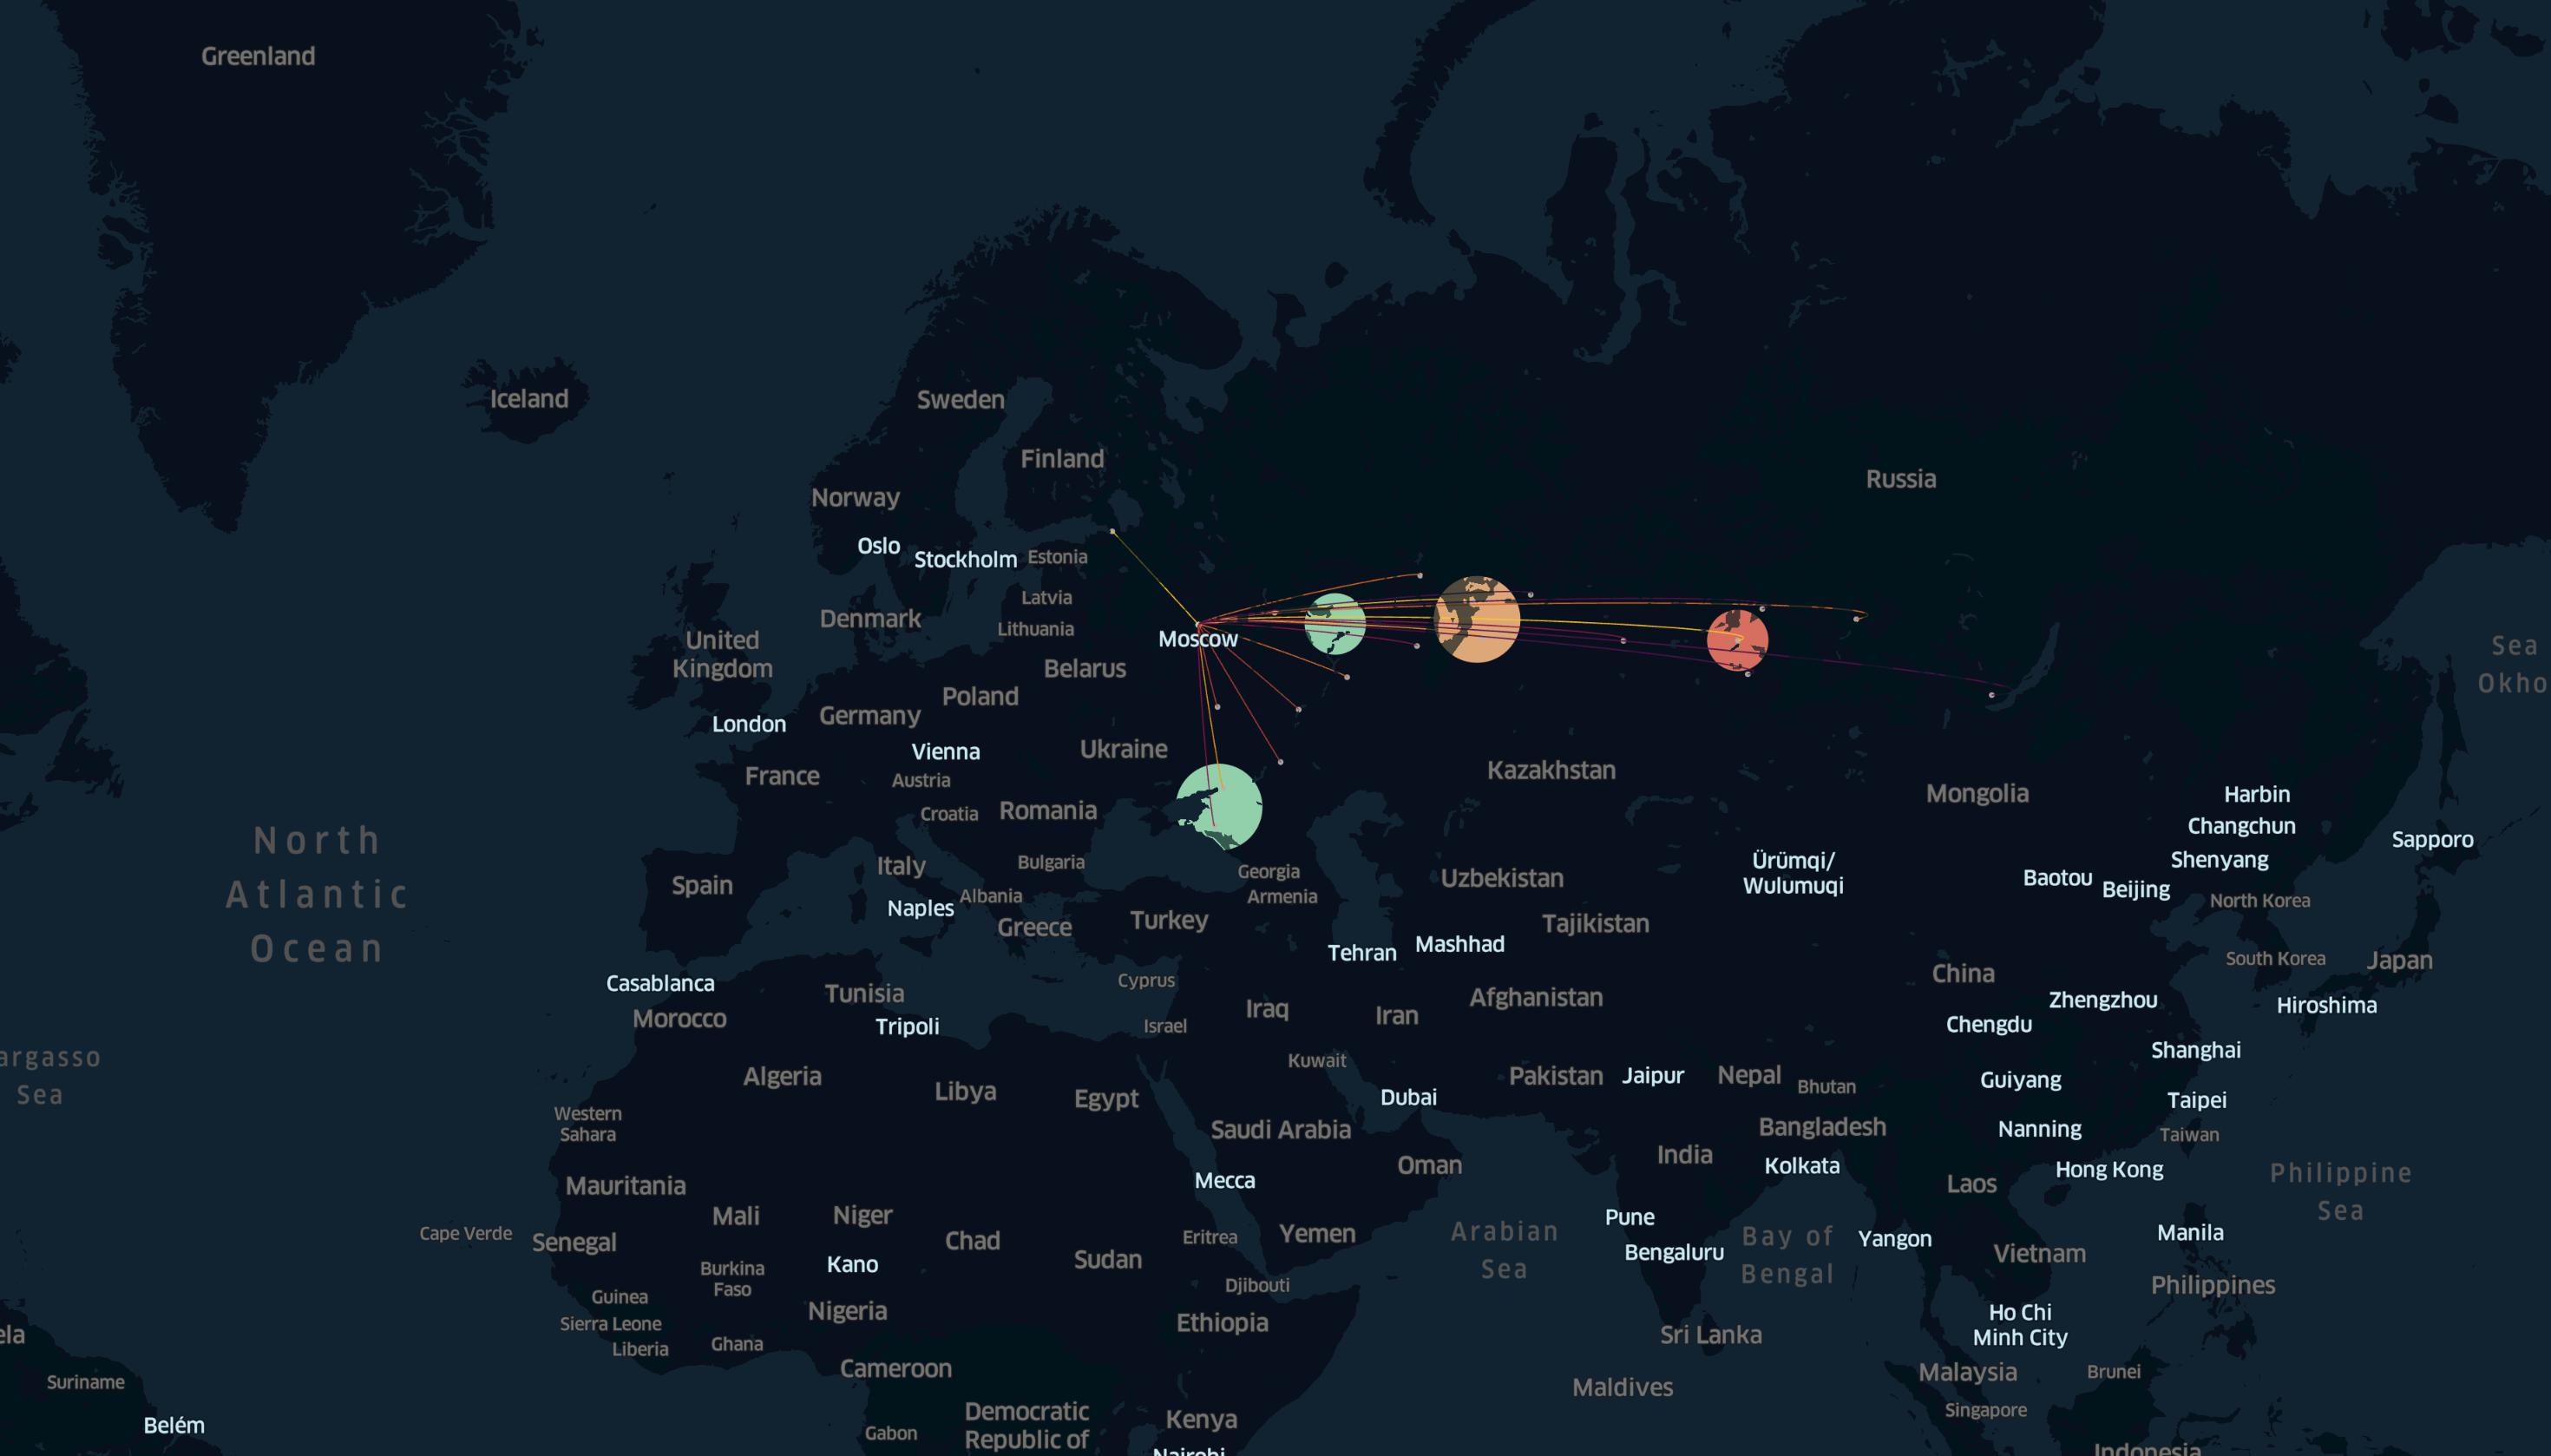 Greenland
Iceland
Sweden
Finland
Russia
Norway
Oslo
Stockholm
Estonia
Latvia
Denmark
Lithuania
Moscow
United
Kingdom
Belarus
Sea
Okho
Poland
Germany
London
Ukraine
Vienna
France
Austria
Kazakhstan
Mongolia
Harbin
Croatia
Romania
Changchun
Sapporo
North
Atlantic
Ocean
Italy
Bulgaria
Georgia
Ürümqi/
Wulumuqi
Shenyang
Spain
Albania
Armenia
Uzbekistan
Baotou
Beijing
North Korea
Naples
Greece
Turkey
Tajikistan
Tehran
Mashhad
South Korea
Japan
Casablanca
Tunisia
Cyprus
China
Morocco
Tripoli
Israel
Iraq
Iran
Afghanistan
Zhengzhou
Hiroshima
Chengdu
argasso
Sea
Kuwait
Shanghai
Algeria
Libya
Egypt
Dubai
Pakistan
Jaipur
Nepal
Bhutan
Guiyang
Taipei
Western
Sahara
Saudi Arabia
Bangladesh
Nanning
Taiwan
India
Oman
Kolkata
Hong Kong
Philippine
Sea
Mauritania
Mecca
Laos
Mali
Niger
Pune
Cape Verde
Senegal
Chad
Eritrea
Yemen
Arabian
Sea
Bay of
Bengal
Yangon
Manila
Burkina
Faso
Kano
Sudan
Bengaluru
Vietnam
Guinea
Djibouti
Philippines
Sierra Leone
Nigeria
Ethiopia
Ho Chi
Minh City
ela
Liberia
Ghana
Sri Lanka
Suriname
Cameroon
Maldives
Malaysia
Brunei
Belém
Gabon
Democratic
Republic of
Kenya
Singapore
Nairobi
Indonesia